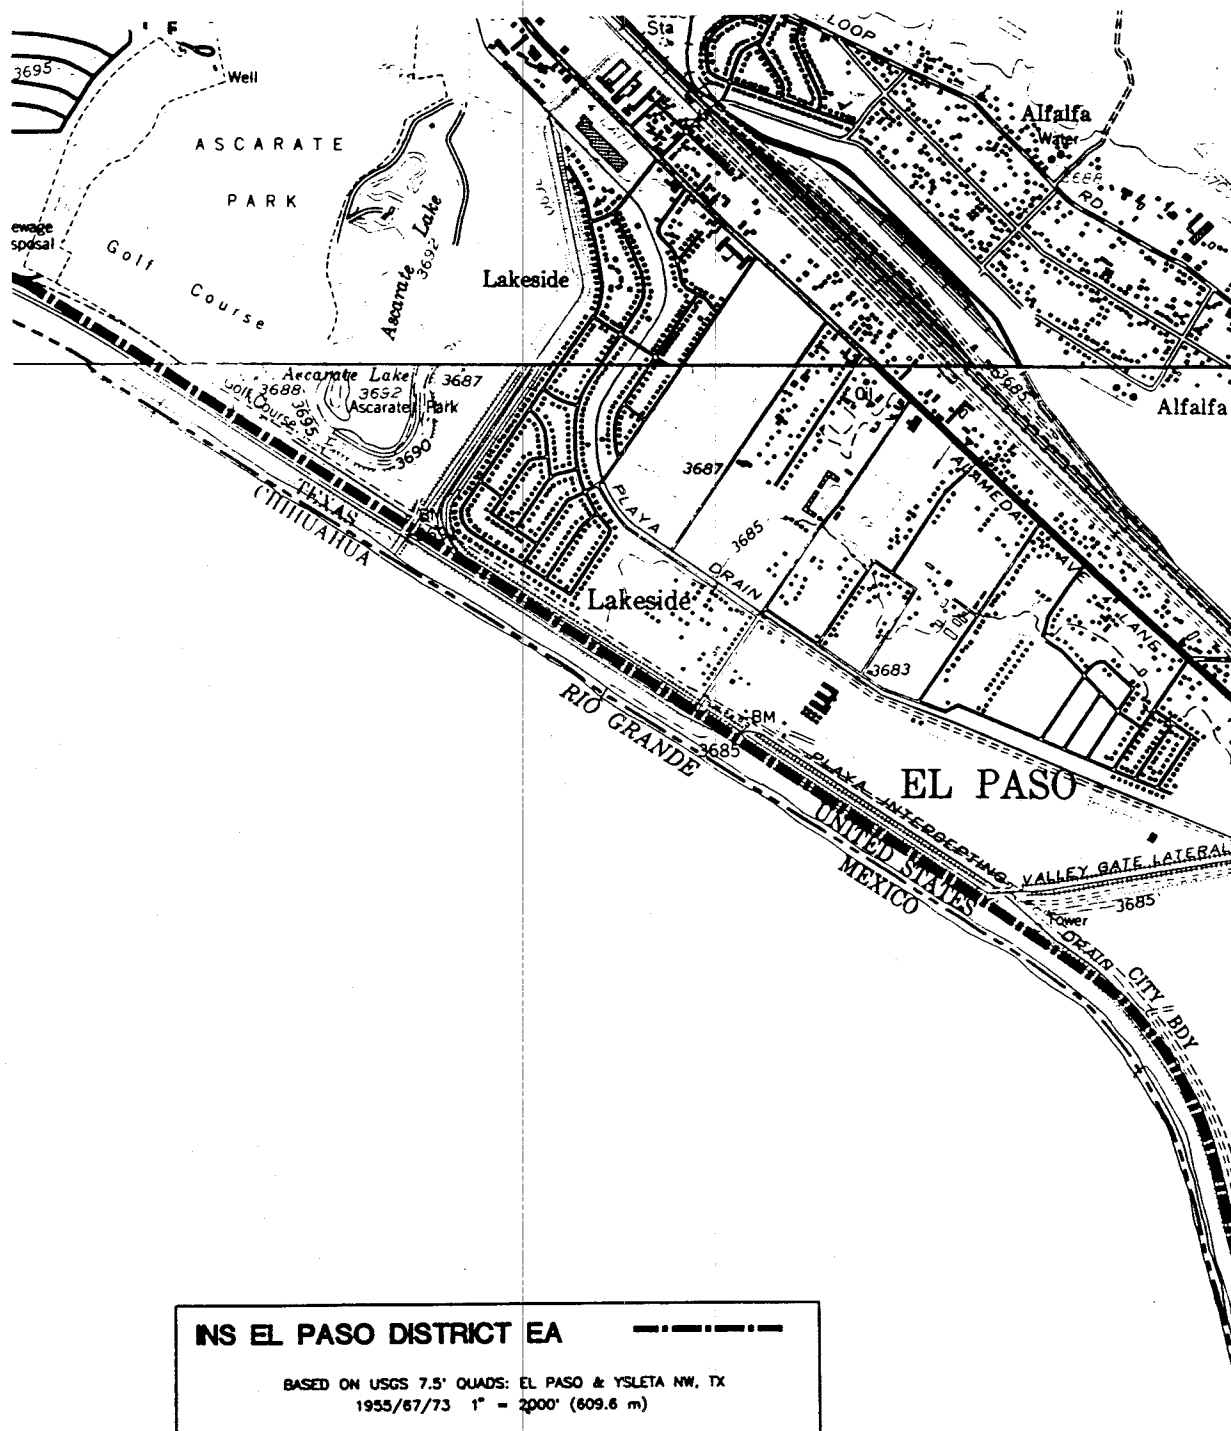 Sta
LOOP
3695
Well
Alfalfa
Water
3688
RD
ASCARATE
PARK
ewage
sposal
Golf
Course
Ascarate Lake
3692
3690
Lakeside
Ascarate Lake
3692
Ascarate Park
3687
3688
Golf Course
3695
3690
3685
Alfalfa
TEXAS
CHIHUAHUA
BM
3687
PLAYA
DRAIN
3685
ALAMEDA
AVE
LANE
Lakeside
3683
RIO GRANDE
BM
3685
EL PASO
PLAYA INTERCEPTING
DRAIN
UNITED STATES
MEXICO
VALLEY GATE LATERAL
3685
Tower
CITY BDY
INS EL PASO DISTRICT EA
BASED ON USGS 7.5' QUADS: EL PASO & YSLETA NW, TX
1955/67/73 1" = 2000' (609.6 m)